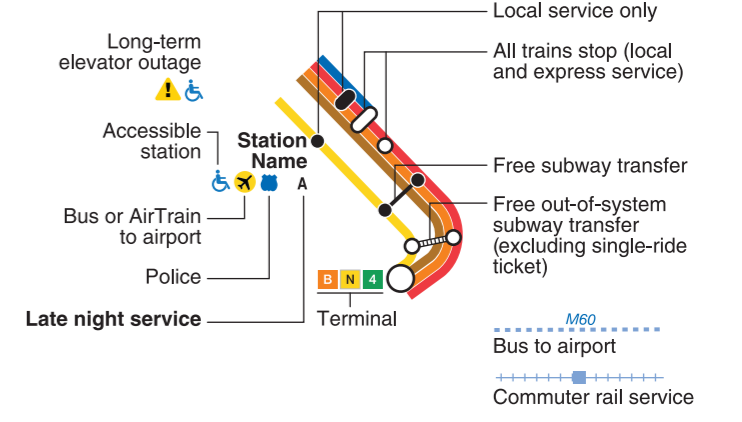 Local service only
Long-term
elevator outage
All trains stop (local
and express service)
Accessible
station
Station
Name
A
Free subway transfer
Bus or AirTrain
to airport
Free out-of-system
subway transfer
(excluding single-ride
ticket)
Police
B N 4
Late night service
Terminal
M60
Bus to airport
Commuter rail service